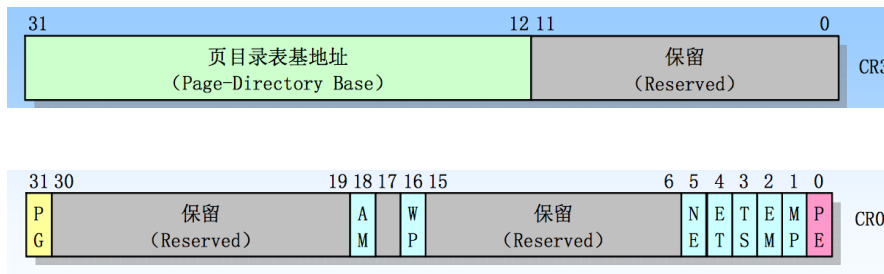 31 12 11 0
页目录表基地址 保留
(Page-Directory Base) (Reserved) CR3
31 30 19 18 17 16 15 6 5 4 3 2 1 0
P 保留 A W 保留 N E T E M P
G (Reserved) M P (Reserved) E T S M P E CR0